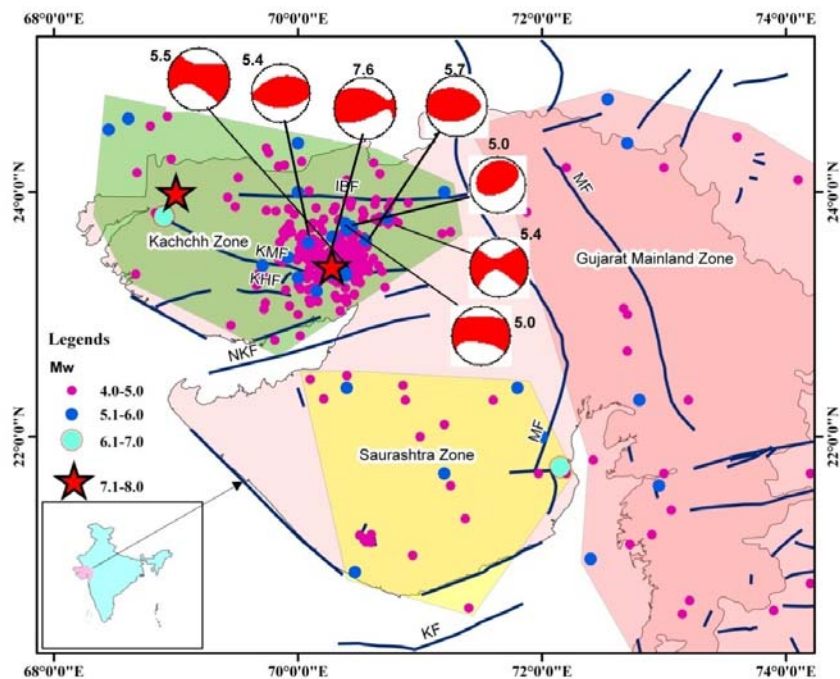 68°0'0"E
70°0'0"E
72°0'0"E
74°0'0"E
5.5
5.4
7.6
5.7
5.0
5.4
5.0
24°0'0"N
24°0'0"N
22°0'0"N
22°0'0"N
IBF
MF
Kachchh Zone
KMF
KHF
NKF
Gujarat Mainland Zone
Saurashtra Zone
MF
KF
Legends
Mw
4.0-5.0
5.1-6.0
6.1-7.0
7.1-8.0
68°0'0"E
70°0'0"E
72°0'0"E
74°0'0"E